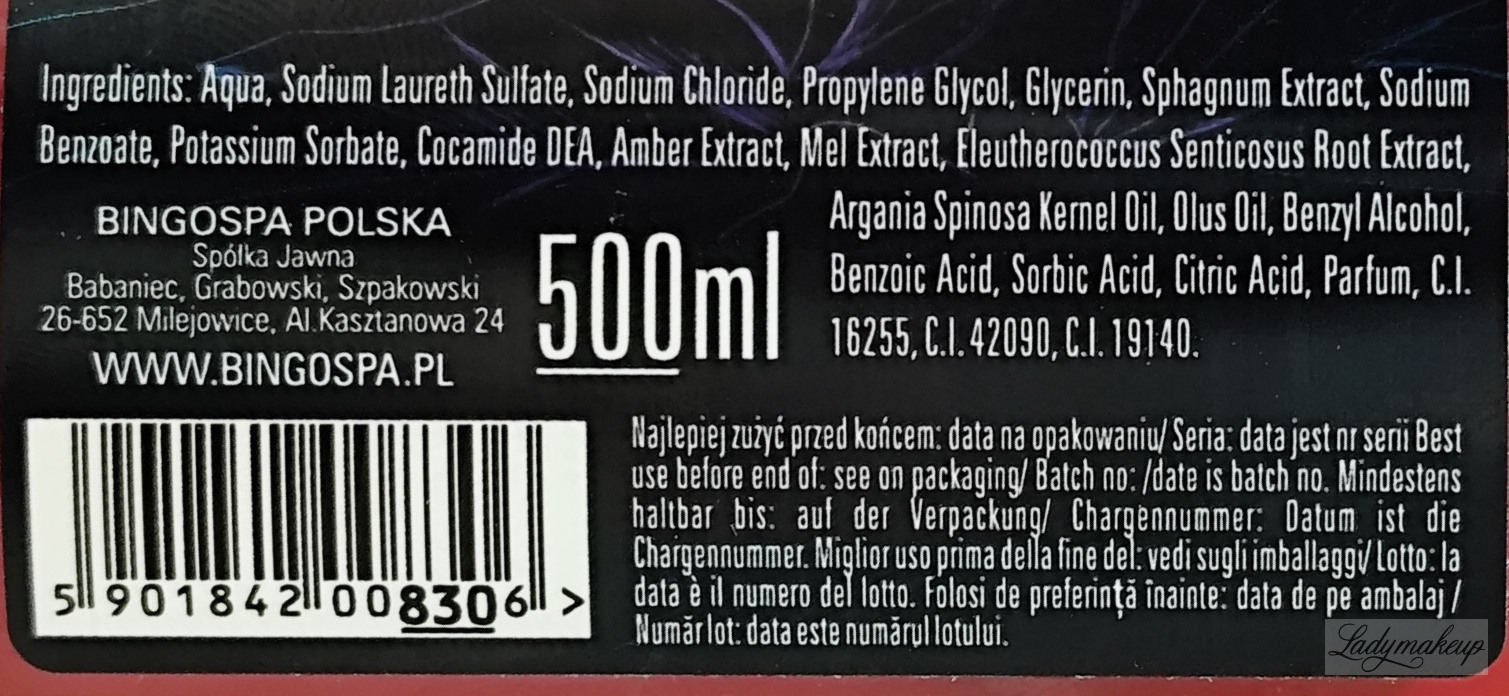 Ingredients: Aqua, Sodium Laureth Sulfate, Sodium Chloride, Propylene Glycol, Glycerin, Sphagnum Extract, Sodium
Benzoate, Potassium Sorbate, Cocamide DEA, Amber Extract, Mel Extract, Eleutherococcus Senticosus Root Extract,
Argania Spinosa Kernel Oil, Olus Oil, Benzyl Alcohol,
Benzoic Acid, Sorbic Acid, Citric Acid, Parfum, C.I.
16255, C.I. 42090, C.I. 19140.
BINGOSPA POLSKA
Spólka Jawna
Babaniec, Grabowski, Szpakowski
26-652 Milejowice, Al.Kasztanowa 24
WWW.BINGOSPA.PL
500ml
5 901842 008306 >
Najlepiej zużyć przed końcem: data na opakowaniu/ Seria: data jest nr serii Best
use before end of: see on packaging/ Batch no: /date is batch no. Mindestens
haltbar bis: auf der Verpackung/ Chargennummer: Datum ist die
Chargennummer. Miglior uso prima della fine del: vedi sugli imballaggi/ Lotto: la
data è il numero del lotto. Folosi de preferință înainte: data de pe ambalaj /
Număr lot: data este numărul lotului.
Ladymakeup